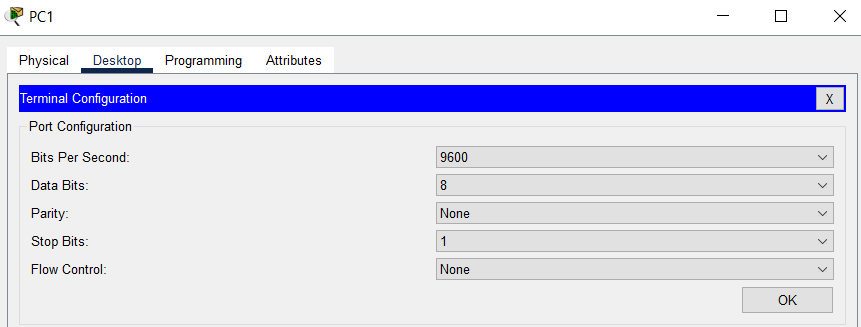 PC1
Physical Desktop Programming Attributes
Terminal Configuration X
Port Configuration
Bits Per Second: 9600
Data Bits: 8
Parity: None
Stop Bits: 1
Flow Control: None
OK